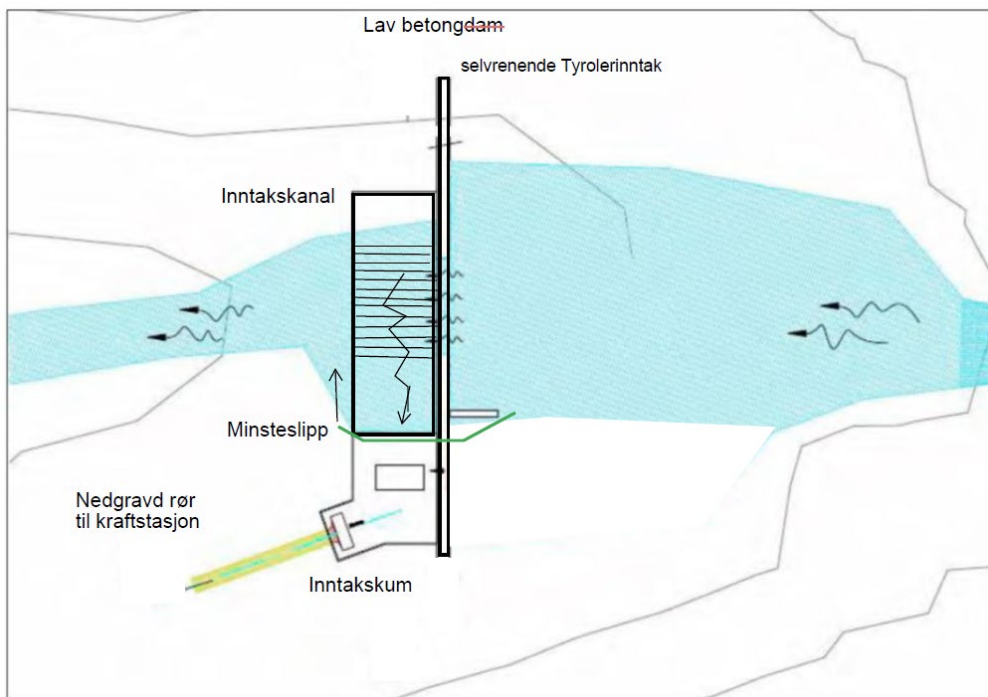 Lav betongdam
selvrenende Tyrolerinntak
Inntakskanal
Minsteslipp
Nedgravd rør
til kraftstasjon
Inntakskum